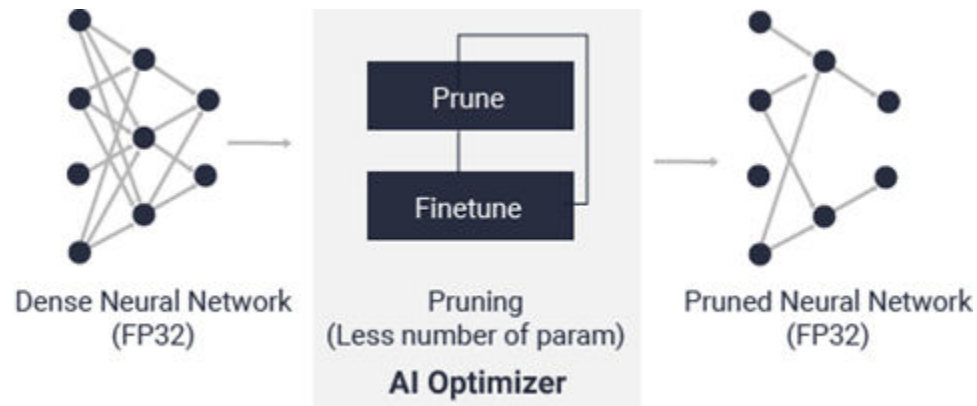 Prune
Finetune
Dense Neural Network
(FP32)
Pruning
(Less number of param)
AI Optimizer
Pruned Neural Network
(FP32)